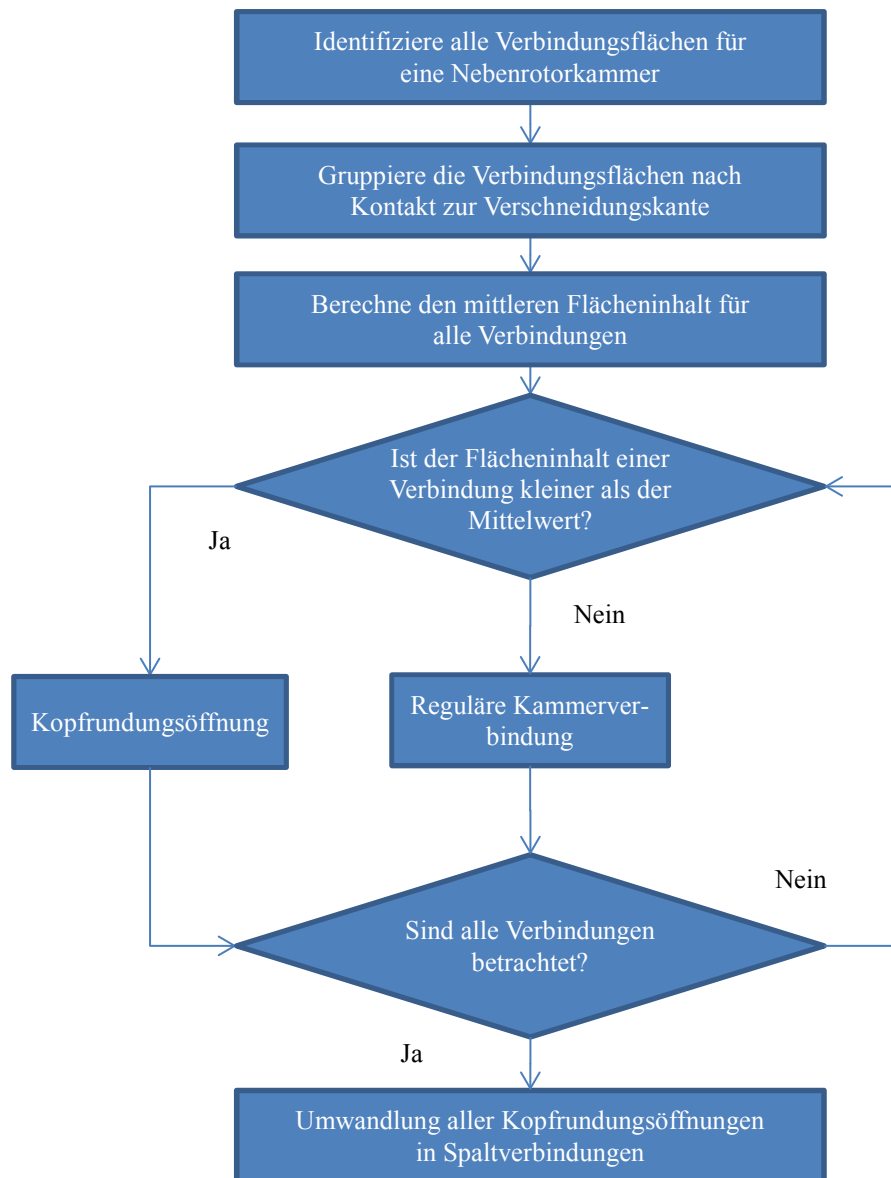 Identifiziere alle Verbindungsflächen für
eine Nebenrotorkammer
Gruppiere die Verbindungsflächen nach
Kontakt zur Verschneidungskante
Berechne den mittleren Flächeninhalt für
alle Verbindungen
Ist der Flächeninhalt einer
Verbindung kleiner als der
Mittelwert?
Ja
Nein
Kopfrundungsöffnung
Reguläre Kammerver-
bindung
Nein
Sind alle Verbindungen
betrachtet?
Ja
Umwandlung aller Kopfrundungsöffnungen
in Spaltverbindungen